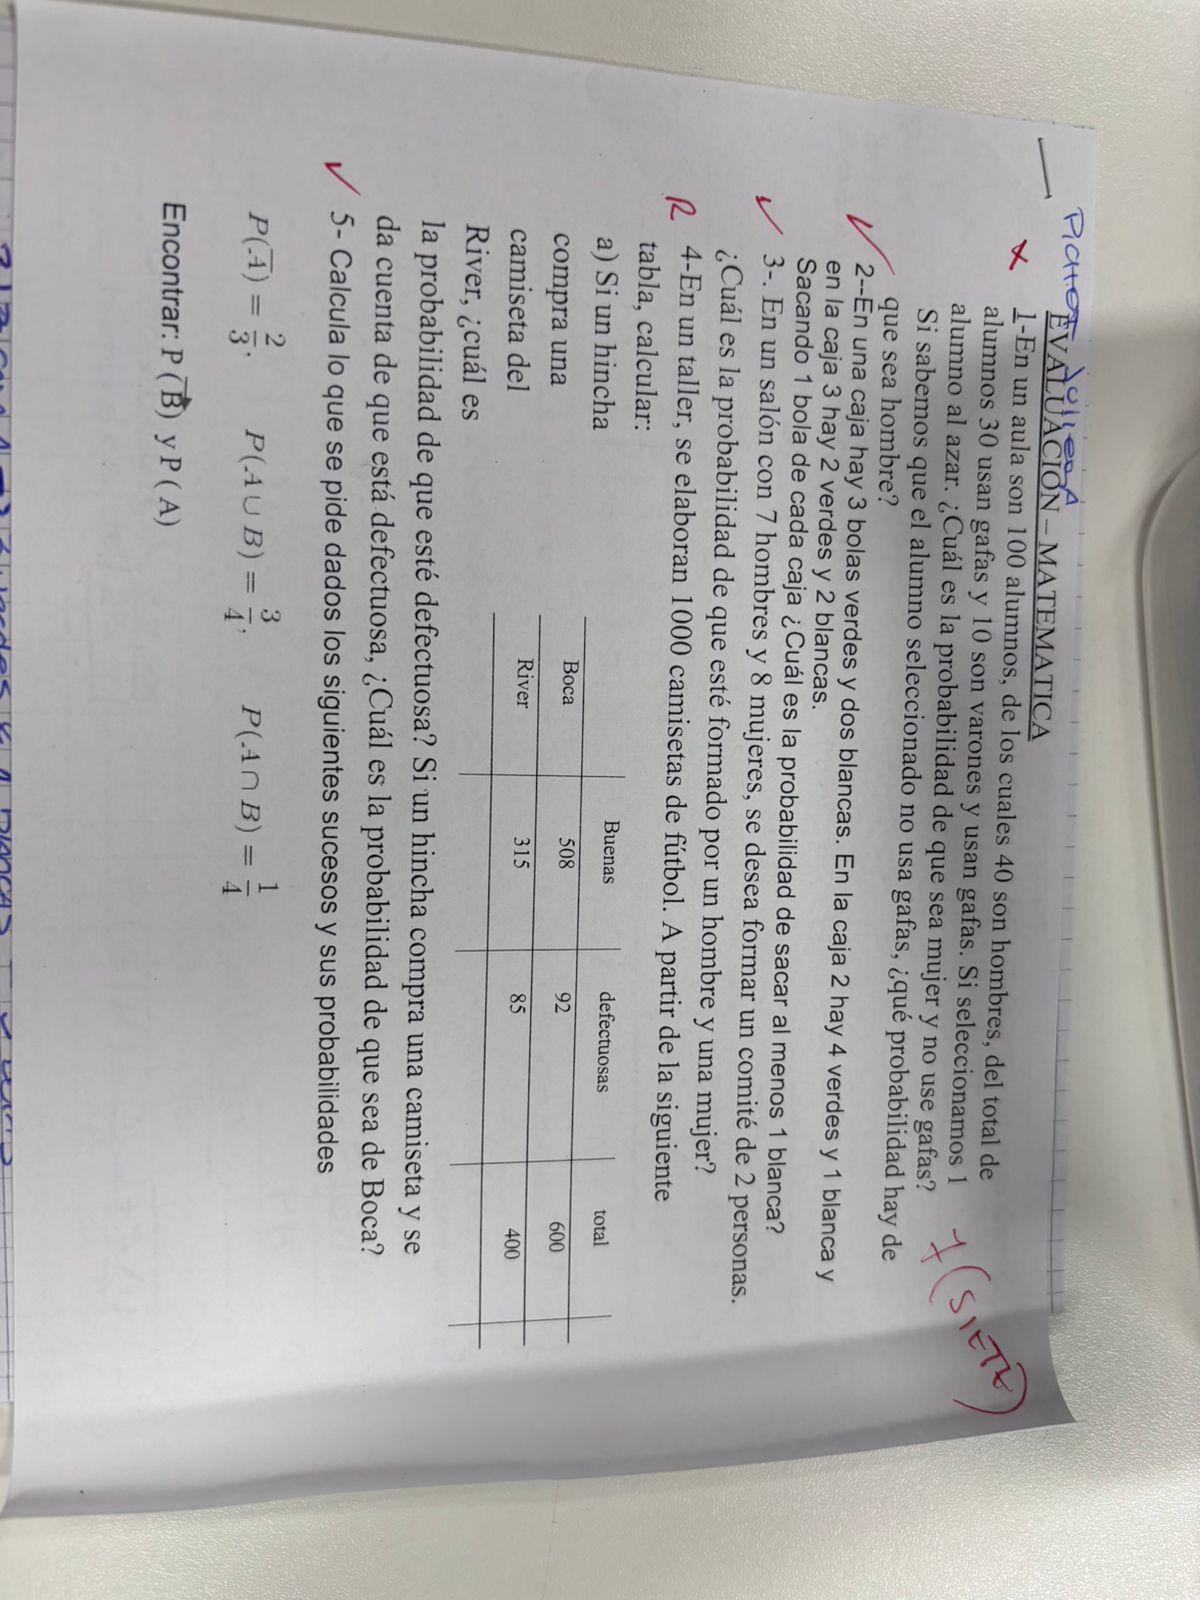 PICHOT JulietA
EVALUACION – MATEMATICA
1-En un aula son 100 alumnos, de los cuales 40 son hombres, del total de
alumnos 30 usan gafas y 10 son varones y usan gafas. Si seleccionamos 1
alumno al azar. ¿Cuál es la probabilidad de que sea mujer y no use gafas?
Si sabemos que el alumno seleccionado no usa gafas, ¿qué probabilidad hay de
que sea hombre?
7 (SIETE)
2--En una caja hay 3 bolas verdes y dos blancas. En la caja 2 hay 4 verdes y 1 blanca y
en la caja 3 hay 2 verdes y 2 blancas.
Sacando 1 bola de cada caja ¿Cuál es la probabilidad de sacar al menos 1 blanca?
3-. En un salón con 7 hombres y 8 mujeres, se desea formar un comité de 2 personas.
¿Cuál es la probabilidad de que esté formado por un hombre y una mujer?
R 4-En un taller, se elaboran 1000 camisetas de fútbol. A partir de la siguiente
tabla, calcular:
a) Si un hincha
compra una
camiseta del
River, ¿cuál es
Buenas defectuosas total
Boca 508 92 600
River 315 85 400
la probabilidad de que esté defectuosa? Si un hincha compra una camiseta y se
da cuenta de que está defectuosa, ¿Cuál es la probabilidad de que sea de Boca?
5- Calcula lo que se pide dados los siguientes sucesos y sus probabilidades
P(A̅) = 2/3, P(A ∪ B) = 3/4, P(A ∩ B) = 1/4
Encontrar: P (B⃗) y P ( A)